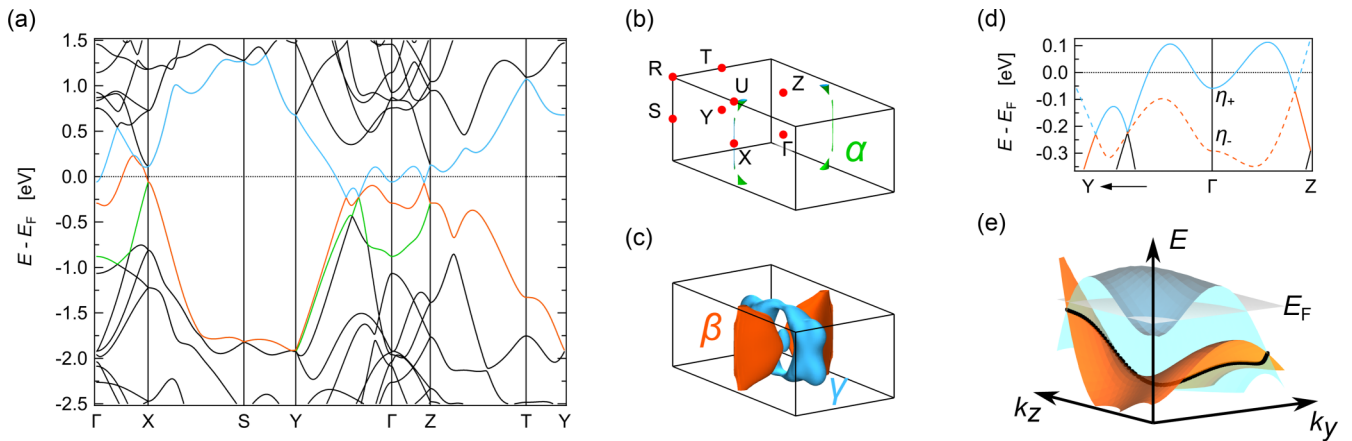 (a)
1.5
1.0
0.5
0.0
-0.5
-1.0
-1.5
-2.0
-2.5
E - E_F [eV]
Γ X S Y Γ Z T Y
(b)
R
T
U
Z
S
Y
X
Γ
α
(c)
β
γ
(d)
0.1
0.0
-0.1
-0.2
-0.3
E - E_F [eV]
η+
η-
Y Γ Z
(e)
E
E_F
k_z
k_y